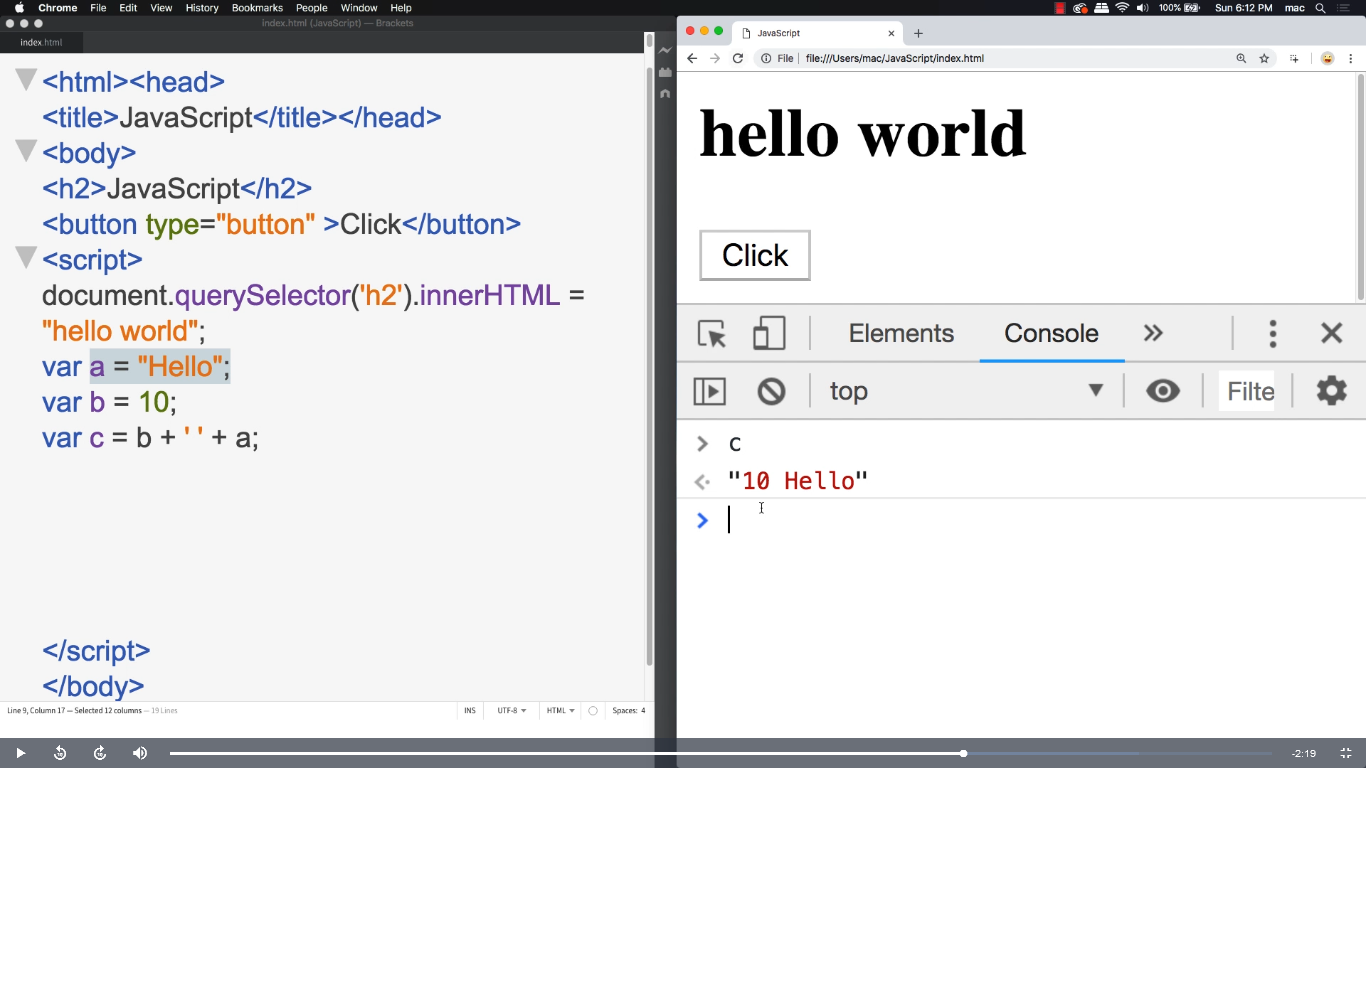 Chrome File Edit View History Bookmarks People Window Help 100% Sun 6:12 PM mac
index.html (JavaScript) — Brackets
index.html
<html><head>
<title>JavaScript</title></head>
<body>
<h2>JavaScript</h2>
<button type="button" >Click</button>
<script>
document.querySelector('h2').innerHTML =
"hello world";
var a = "Hello";
var b = 10;
var c = b + ' ' + a;
</script>
</body>
Line 9, Column 17 — Selected 12 columns — 19 Lines
INS UTF-8 HTML Spaces: 4
JavaScript
File file:///Users/mac/JavaScript/index.html
hello world
Click
Elements Console
top Filte
> c
"10 Hello"
>
10 10 -2:19